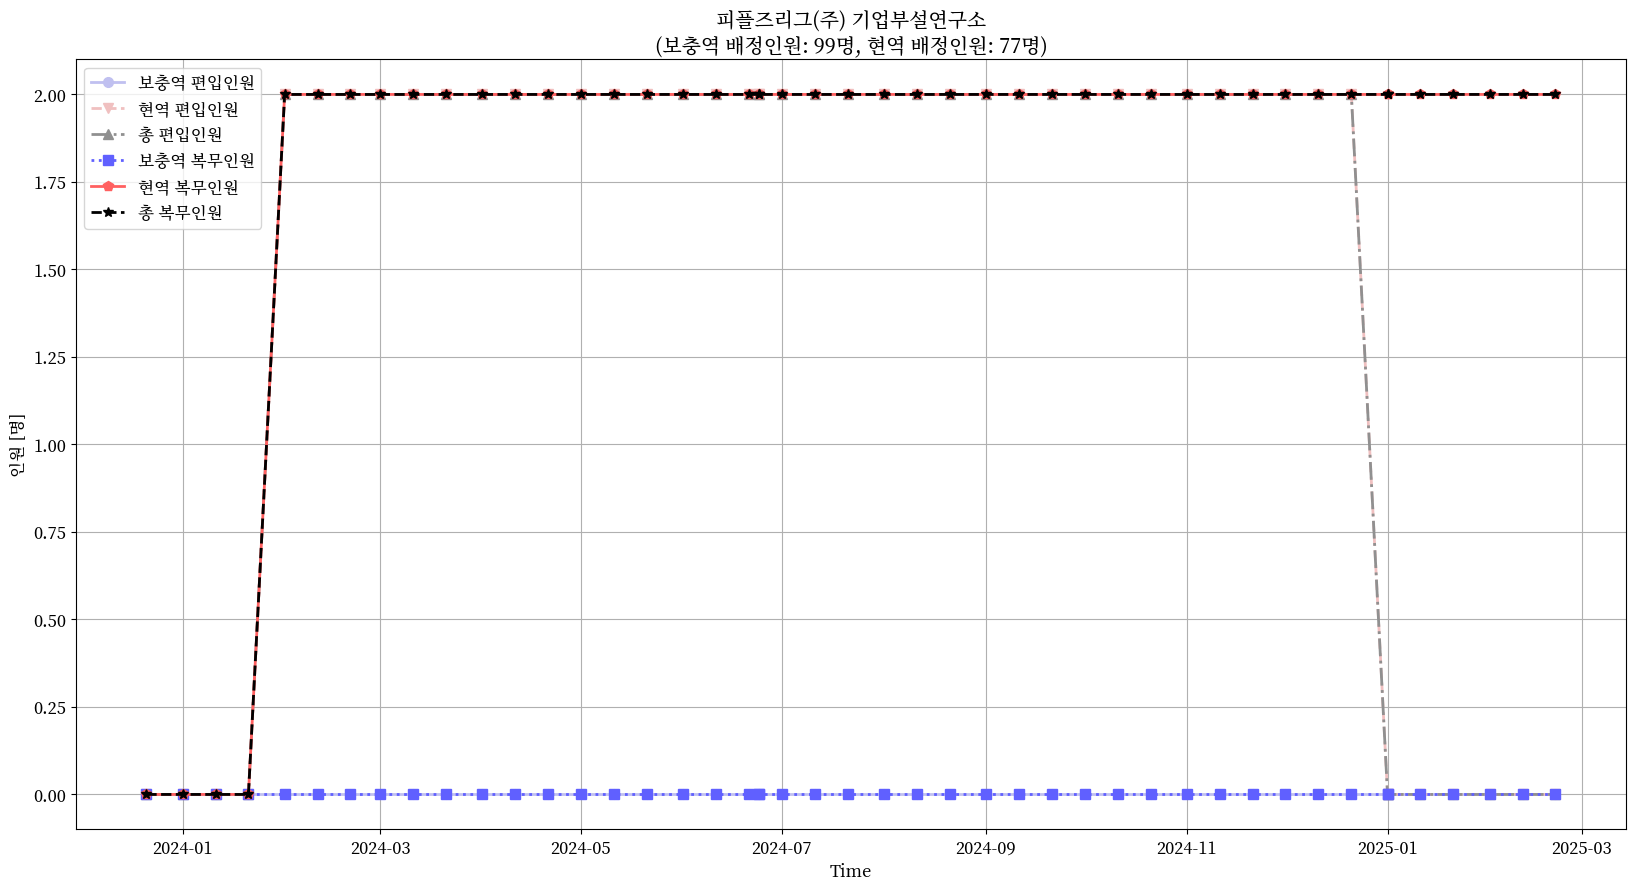 피플즈리그(주) 기업부설연구소
(보충역 배정인원: 99명, 현역 배정인원: 77명)
보충역 편입인원
현역 편입인원
총 편입인원
보충역 복무인원
현역 복무인원
총 복무인원
인원 [명]
2.00
1.75
1.50
1.25
1.00
0.75
0.50
0.25
0.00
2024-01
2024-03
2024-05
2024-07
2024-09
2024-11
2025-01
2025-03
Time